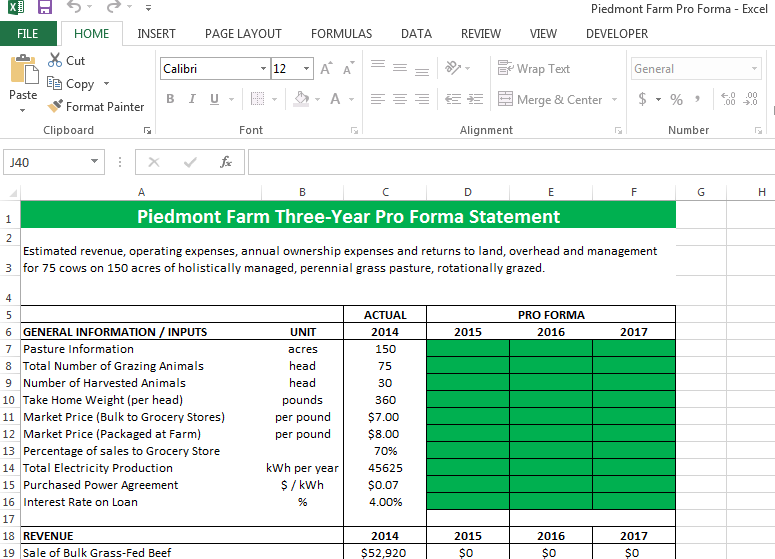 Piedmont Farm Pro Forma - Excel
FILE HOME INSERT PAGE LAYOUT FORMULAS DATA REVIEW VIEW DEVELOPER
Paste
Cut
Copy
Format Painter
Calibri 12 A A
B I U A
Wrap Text
Merge & Center
General
$ % , .0 .00 .00 .0
Clipboard Font Alignment Number
J40 fx
A B C D E F G H
1 Piedmont Farm Three-Year Pro Forma Statement
2
Estimated revenue, operating expenses, annual ownership expenses and returns to land, overhead and management
3 for 75 cows on 150 acres of holistically managed, perennial grass pasture, rotationally grazed.
4
5 ACTUAL PRO FORMA
6 GENERAL INFORMATION / INPUTS UNIT 2014 2015 2016 2017
7 Pasture Information acres 150
8 Total Number of Grazing Animals head 75
9 Number of Harvested Animals head 30
10 Take Home Weight (per head) pounds 360
11 Market Price (Bulk to Grocery Stores) per pound $7.00
12 Market Price (Packaged at Farm) per pound $8.00
13 Percentage of sales to Grocery Store 70%
14 Total Electricity Production kWh per year 45625
15 Purchased Power Agreement $ / kWh $0.07
16 Interest Rate on Loan % 4.00%
17
18 REVENUE 2014 2015 2016 2017
19 Sale of Bulk Grass-Fed Beef $52,920 $0 $0 $0